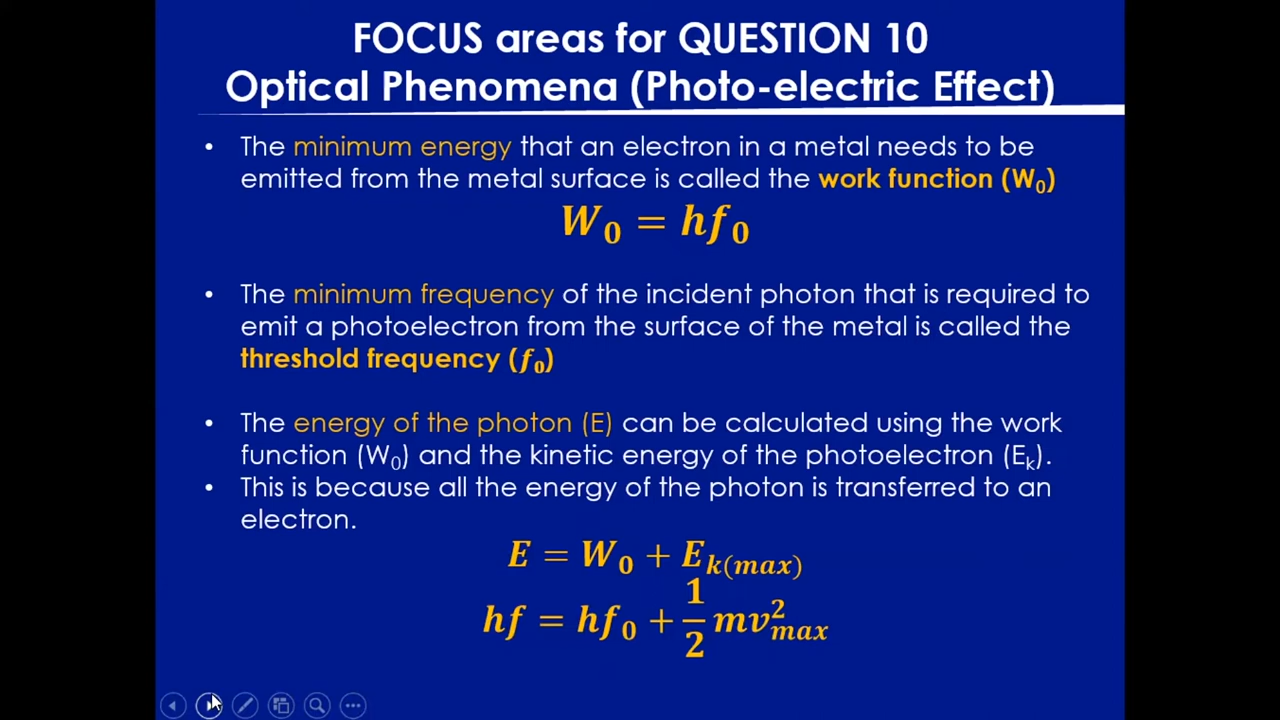 FOCUS areas for QUESTION 10
Optical Phenomena (Photo-electric Effect)
• The minimum energy that an electron in a metal needs to be
emitted from the metal surface is called the work function (W₀)
W₀ = hf₀
• The minimum frequency of the incident photon that is required to
emit a photoelectron from the surface of the metal is called the
threshold frequency (f₀)
• The energy of the photon (E) can be calculated using the work
function (W₀) and the kinetic energy of the photoelectron (Eₖ).
• This is because all the energy of the photon is transferred to an
electron.
E = W₀ + E_k(max)
hf = hf₀ + 1/2 mv²_max